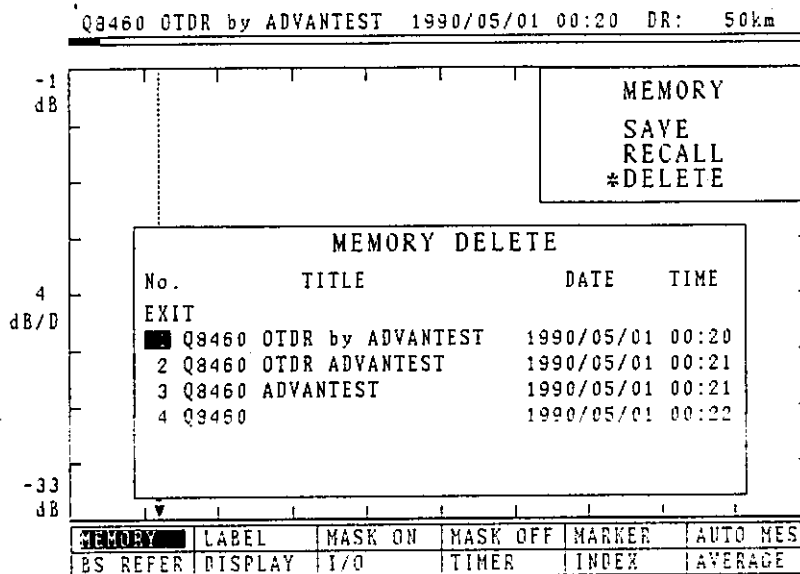 Q8460 OTDR by ADVANTEST 1990/05/01 00:20 DR: 50km
-1
dB
MEMORY
SAVE
RECALL
*DELETE
MEMORY DELETE
No. TITLE DATE TIME
EXIT
1 Q8460 OTDR by ADVANTEST 1990/05/01 00:20
2 Q8460 OTDR ADVANTEST 1990/05/01 00:21
3 Q8460 ADVANTEST 1990/05/01 00:21
4 Q8460 1990/05/01 00:22
4
dB/D
-33
dB
MEMORY LABEL MASK ON MASK OFF MARKER AUTO MES
BS REFER DISPLAY I/O TIMER INDEX AVERAGE